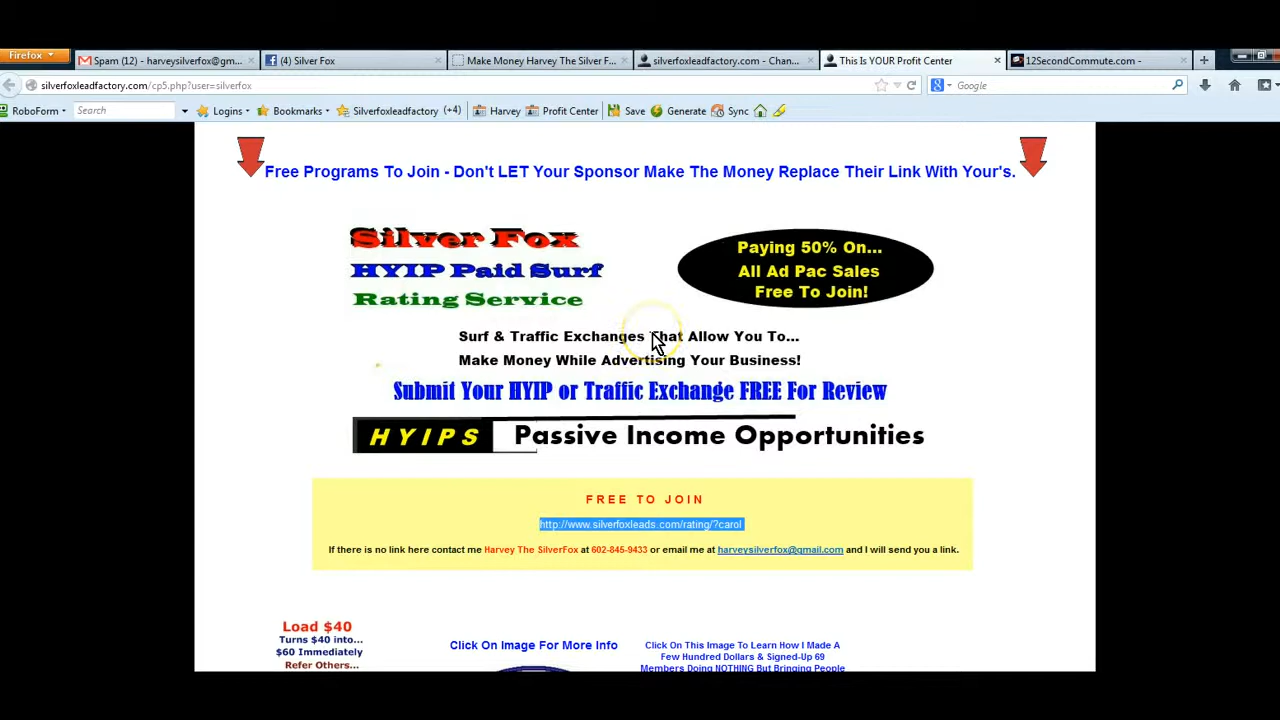 Firefox
Spam (12) - harveysilverfox@gm...
(4) Silver Fox
Make Money Harvey The Silver F...
silverfoxleadfactory.com - Chan...
This Is YOUR Profit Center
12SecondCommute.com -
silverfoxleadfactory.com/cp5.php?user=silverfox
Google
RoboForm
Search
Logins
Bookmarks
Silverfoxleadfactory (+4)
Harvey
Profit Center
Save
Generate
Sync
Free Programs To Join - Don't LET Your Sponsor Make The Money Replace Their Link With Your's.
Silver Fox
HYIP Paid Surf
Rating Service
Paying 50% On...
All Ad Pac Sales
Free To Join!
Surf & Traffic Exchanges That Allow You To...
Make Money While Advertising Your Business!
Submit Your HYIP or Traffic Exchange FREE For Review
HYIPS Passive Income Opportunities
FREE TO JOIN
http://www.silverfoxleads.com/rating/?carol
If there is no link here contact me Harvey The SilverFox at 602-845-9433 or email me at harveysilverfox@gmail.com and I will send you a link.
Load $40
Turns $40 into...
$60 Immediately
Refer Others...
Click On Image For More Info
Click On This Image To Learn How I Made A
Few Hundred Dollars & Signed-Up 69
Members Doing NOTHING But Bringing People